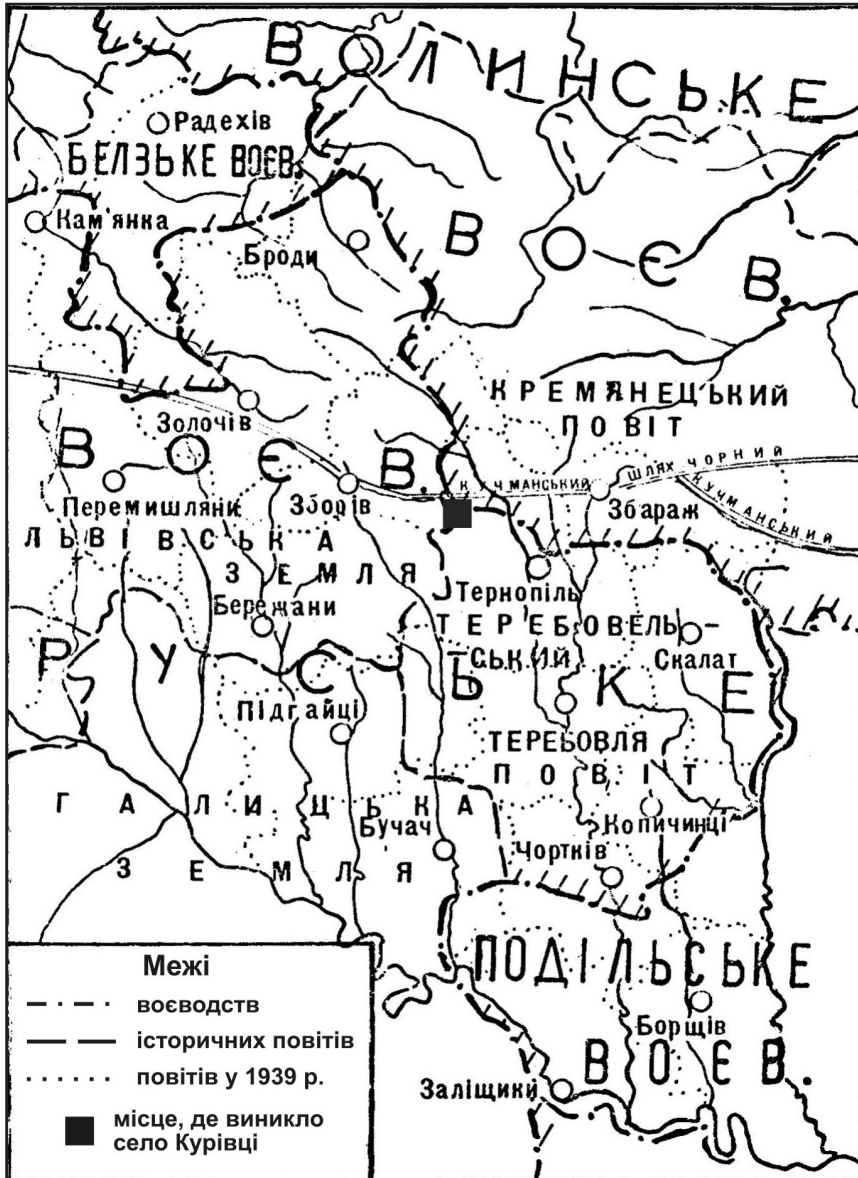 ВОЛИНСЬКЕ
Радехів
БЕЛЗЬКЕ ВОЄВ.
Кам'янка
ВОЄВ.
Броди
КРЕМЯНЕЦЬКИЙ
ПОВІТ
Золочів
ВОЄВ.
КУЧМАНСЬКИЙ
ШЛЯХ ЧОРНИЙ
КУЧМАНСЬКИЙ
Перемишляни
Зборів
Збараж
ЛЬВІВСЬКА
ЗЕМЛЯ
Тернопіль
Бережани
ТЕРЕБОВЕЛЬ-
-СЬКИЙ
Скалат
РУСЬКЕ
Підгайці
ТЕРЕБОВЛЯ
ПОВІТ
ГАЛИЦЬКА
Бучач
Копичинці
Чортків
ЗЕМЛЯ
ПОДІЛЬСЬКЕ
Борщів
ВОЄВ.
Заліщики
Межі
воєводств
історичних повітів
повітів у 1939 р.
місце, де виникло
село Курівці